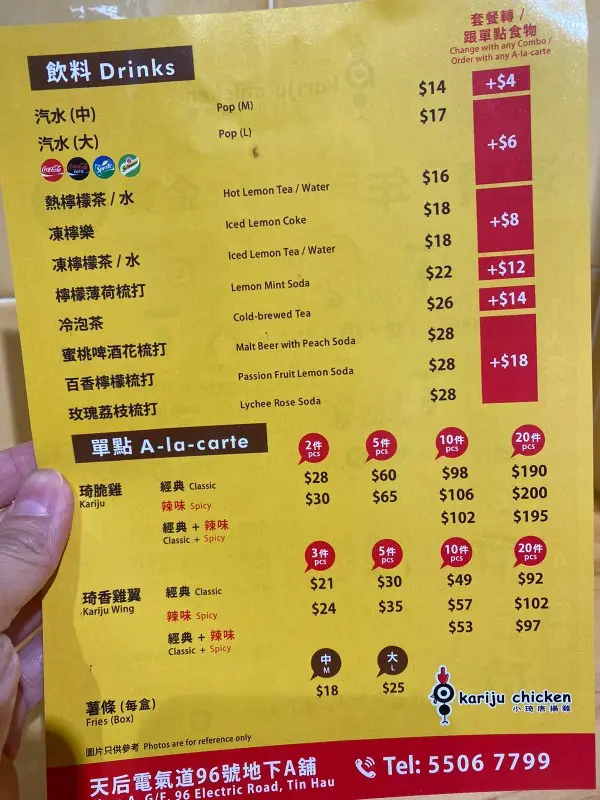 套餐轉 /
跟單點食物
Change with any Combo /
Order with any A-la-carte
飲料 Drinks
汽水 (中) Pop (M) $14 +$4
汽水 (大) Pop (L) $17 +$6
Coca-Cola Coca-Cola zero Sprite
熱檸檬茶 / 水 Hot Lemon Tea / Water $16
凍檸樂 Iced Lemon Coke $18 +$8
凍檸檬茶 / 水 Iced Lemon Tea / Water $18
檸檬薄荷梳打 Lemon Mint Soda $22 +$12
冷泡茶 Cold-brewed Tea $26 +$14
蜜桃啤酒花梳打 Malt Beer with Peach Soda $28 +$18
百香檸檬梳打 Passion Fruit Lemon Soda $28
玫瑰荔枝梳打 Lychee Rose Soda $28
單點 A-la-carte
2件 pcs 5件 pcs 10件 pcs 20件 pcs
琦脆雞 Kariju
經典 Classic $28 $60 $98 $190
辣味 Spicy $30 $65 $106 $200
經典 + 辣味 Classic + Spicy $102 $195
3件 pcs 5件 pcs 10件 pcs 20件 pcs
琦香雞翼 Kariju Wing
經典 Classic $21 $30 $49 $92
辣味 Spicy $24 $35 $57 $102
經典 + 辣味 Classic + Spicy $53 $97
中 M 大 L
薯條 (每盒) Fries (Box) $18 $25
kariju chicken
小琦唐揚雞
圖片只供參考 Photos are for reference only
天后電氣道96號地下A舖
A, G/F, 96 Electric Road, Tin Hau
Tel: 5506 7799